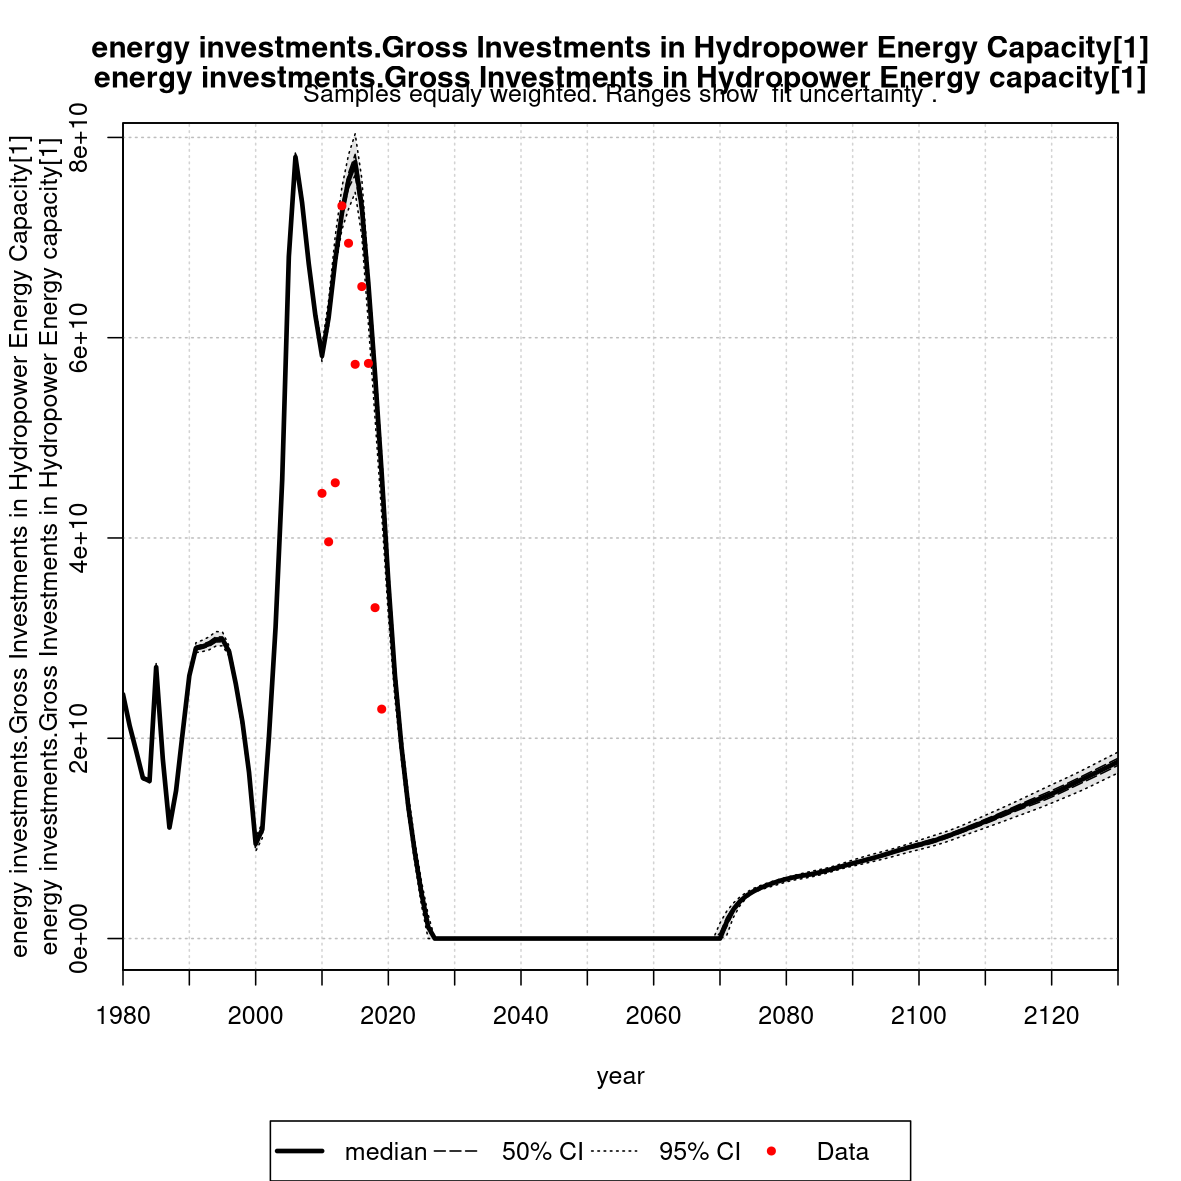 energy investments.Gross Investments in Hydropower Energy Capacity[1]
energy investments.Gross Investments in Hydropower Energy capacity[1]
Samples equaly weighted. Ranges show  fit uncertainty .
energy investments.Gross Investments in Hydropower Energy Capacity[1]
energy investments.Gross Investments in Hydropower Energy capacity[1]
8e+10
6e+10
4e+10
2e+10
0e+00
1980 2000 2020 2040 2060 2080 2100 2120
year
median 50% CI 95% CI Data